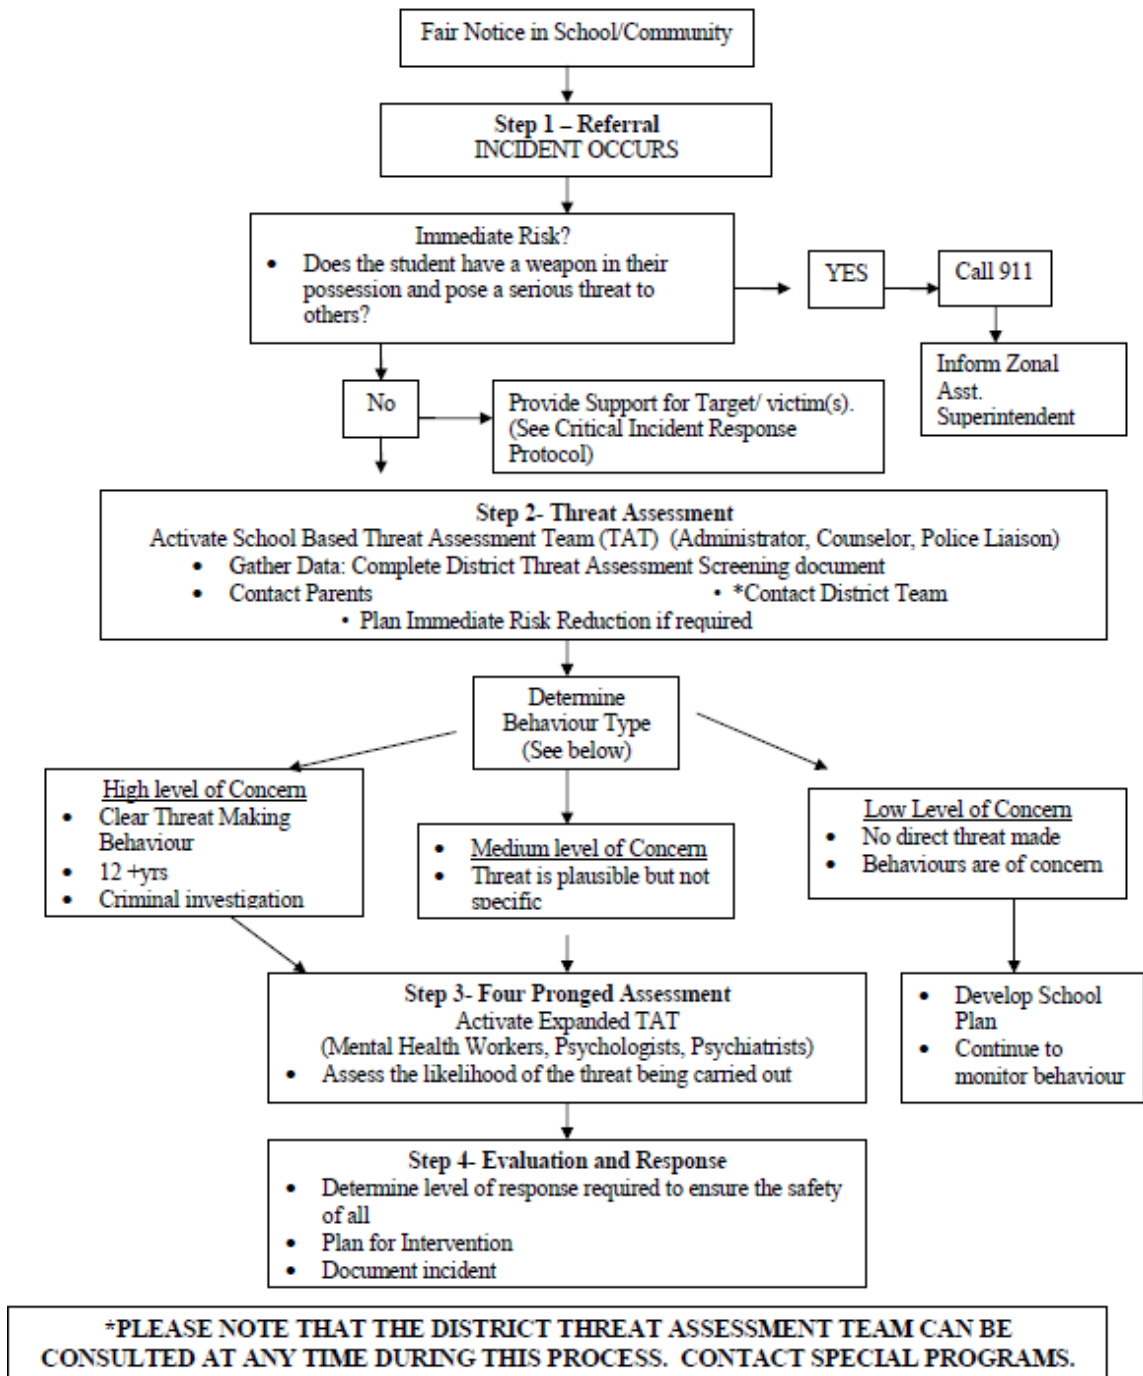 Fair Notice in School/Community
Step 1 – Referral
INCIDENT OCCURS
Immediate Risk?
• Does the student have a weapon in their
possession and pose a serious threat to
others?
YES
Call 911
Inform Zonal
Asst.
Superintendent
No
Provide Support for Target/ victim(s).
(See Critical Incident Response
Protocol)
Step 2- Threat Assessment
Activate School Based Threat Assessment Team (TAT) (Administrator, Counselor, Police Liaison)
• Gather Data: Complete District Threat Assessment Screening document
• Contact Parents • *Contact District Team
• Plan Immediate Risk Reduction if required
Determine
Behaviour Type
(See below)
High level of Concern
• Clear Threat Making
Behaviour
• 12 +yrs
• Criminal investigation
• Medium level of Concern
• Threat is plausible but not
specific
Low Level of Concern
• No direct threat made
• Behaviours are of concern
Step 3- Four Pronged Assessment
Activate Expanded TAT
(Mental Health Workers, Psychologists, Psychiatrists)
• Assess the likelihood of the threat being carried out
• Develop School
Plan
• Continue to
monitor behaviour
Step 4- Evaluation and Response
• Determine level of response required to ensure the safety
of all
• Plan for Intervention
• Document incident
*PLEASE NOTE THAT THE DISTRICT THREAT ASSESSMENT TEAM CAN BE
CONSULTED AT ANY TIME DURING THIS PROCESS. CONTACT SPECIAL PROGRAMS.